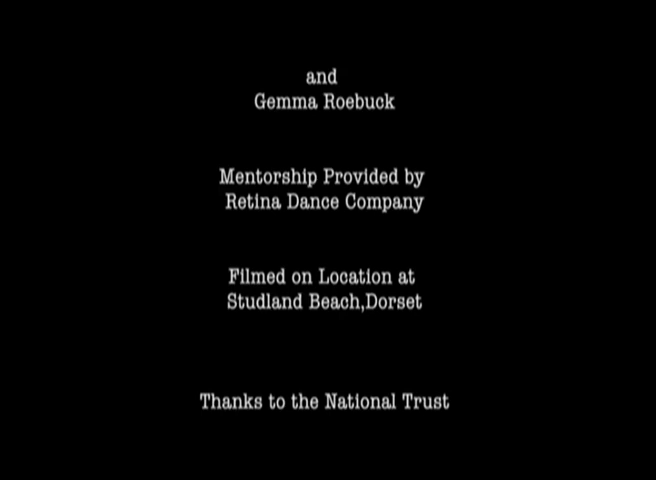 and
Gemma Roebuck
Mentorship Provided by
Retina Dance Company
Filmed on Location at
Studland Beach,Dorset
Thanks to the National Trust